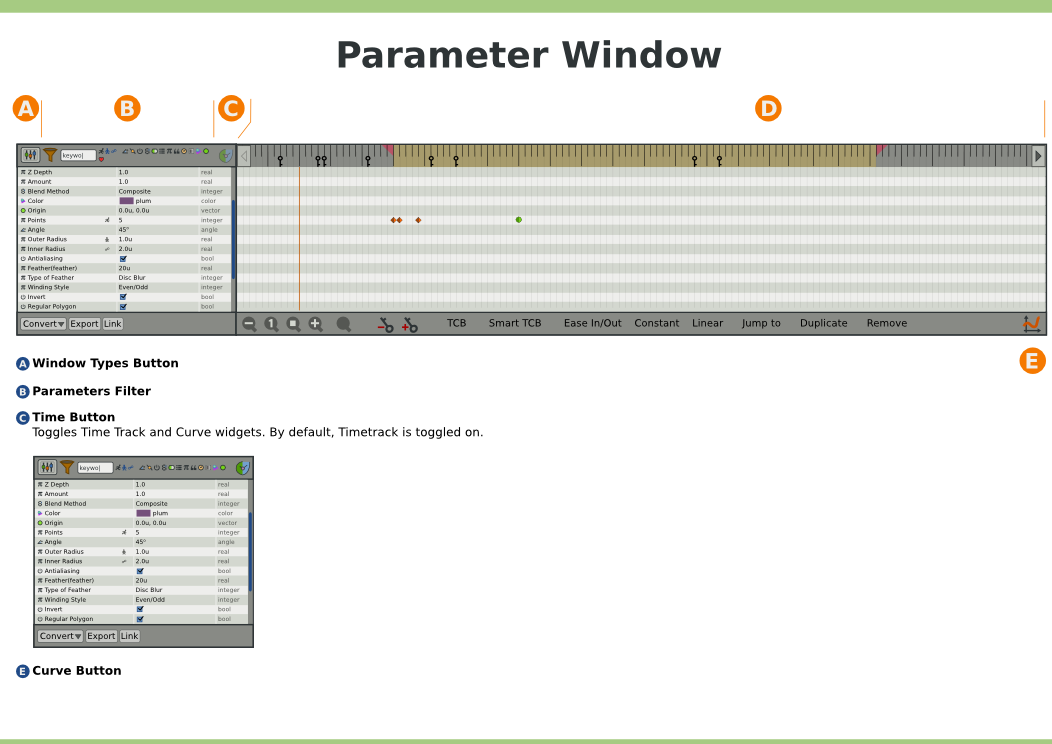 Parameter Window
A B C D
keywo
Z Depth 1.0 real
Amount 1.0 real
Blend Method Composite integer
Color plum color
Origin 0.0u, 0.0u vector
Points 5 integer
Angle 45° angle
Outer Radius 1.0u real
Inner Radius 2.0u real
Antialiasing bool
Feather(feather) 20u real
Type of Feather Disc Blur integer
Winding Style Even/Odd integer
Invert bool
Regular Polygon bool
Convert Export Link 1 TCB Smart TCB Ease In/Out Constant Linear Jump to Duplicate Remove
E
A Window Types Button
B Parameters Filter
C Time Button
Toggles Time Track and Curve widgets. By default, Timetrack is toggled on.
keywo
Z Depth 1.0 real
Amount 1.0 real
Blend Method Composite integer
Color plum color
Origin 0.0u, 0.0u vector
Points 5 integer
Angle 45° angle
Outer Radius 1.0u real
Inner Radius 2.0u real
Antialiasing bool
Feather(feather) 20u real
Type of Feather Disc Blur integer
Winding Style Even/Odd integer
Invert bool
Regular Polygon bool
Convert Export Link
E Curve Button